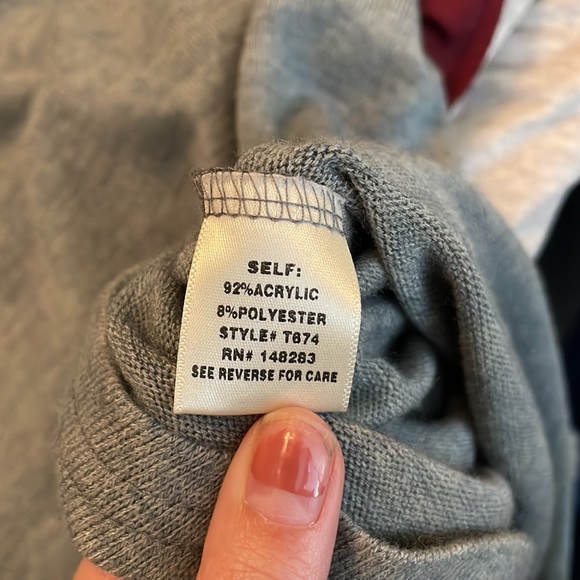 SELF:
92%ACRYLIC
8%POLYESTER
STYLE# T674
RN# 148283
SEE REVERSE FOR CARE